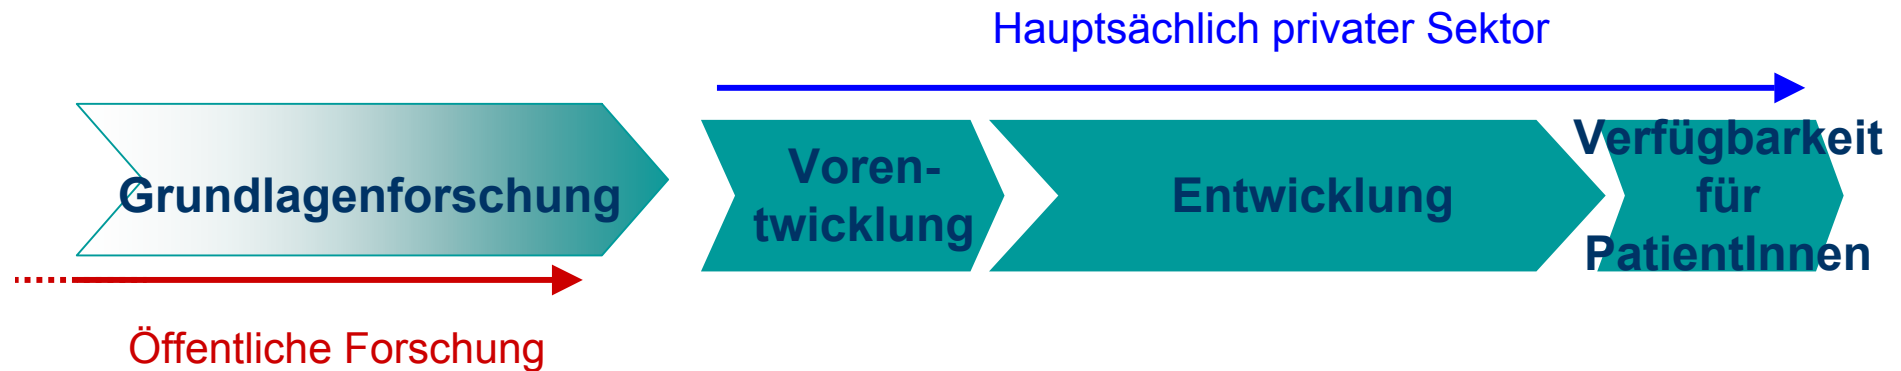 Hauptsächlich privater Sektor
Grundlagenforschung
Voren-
twicklung
Entwicklung
Verfügbarkeit
für
PatientInnen
Öffentliche Forschung